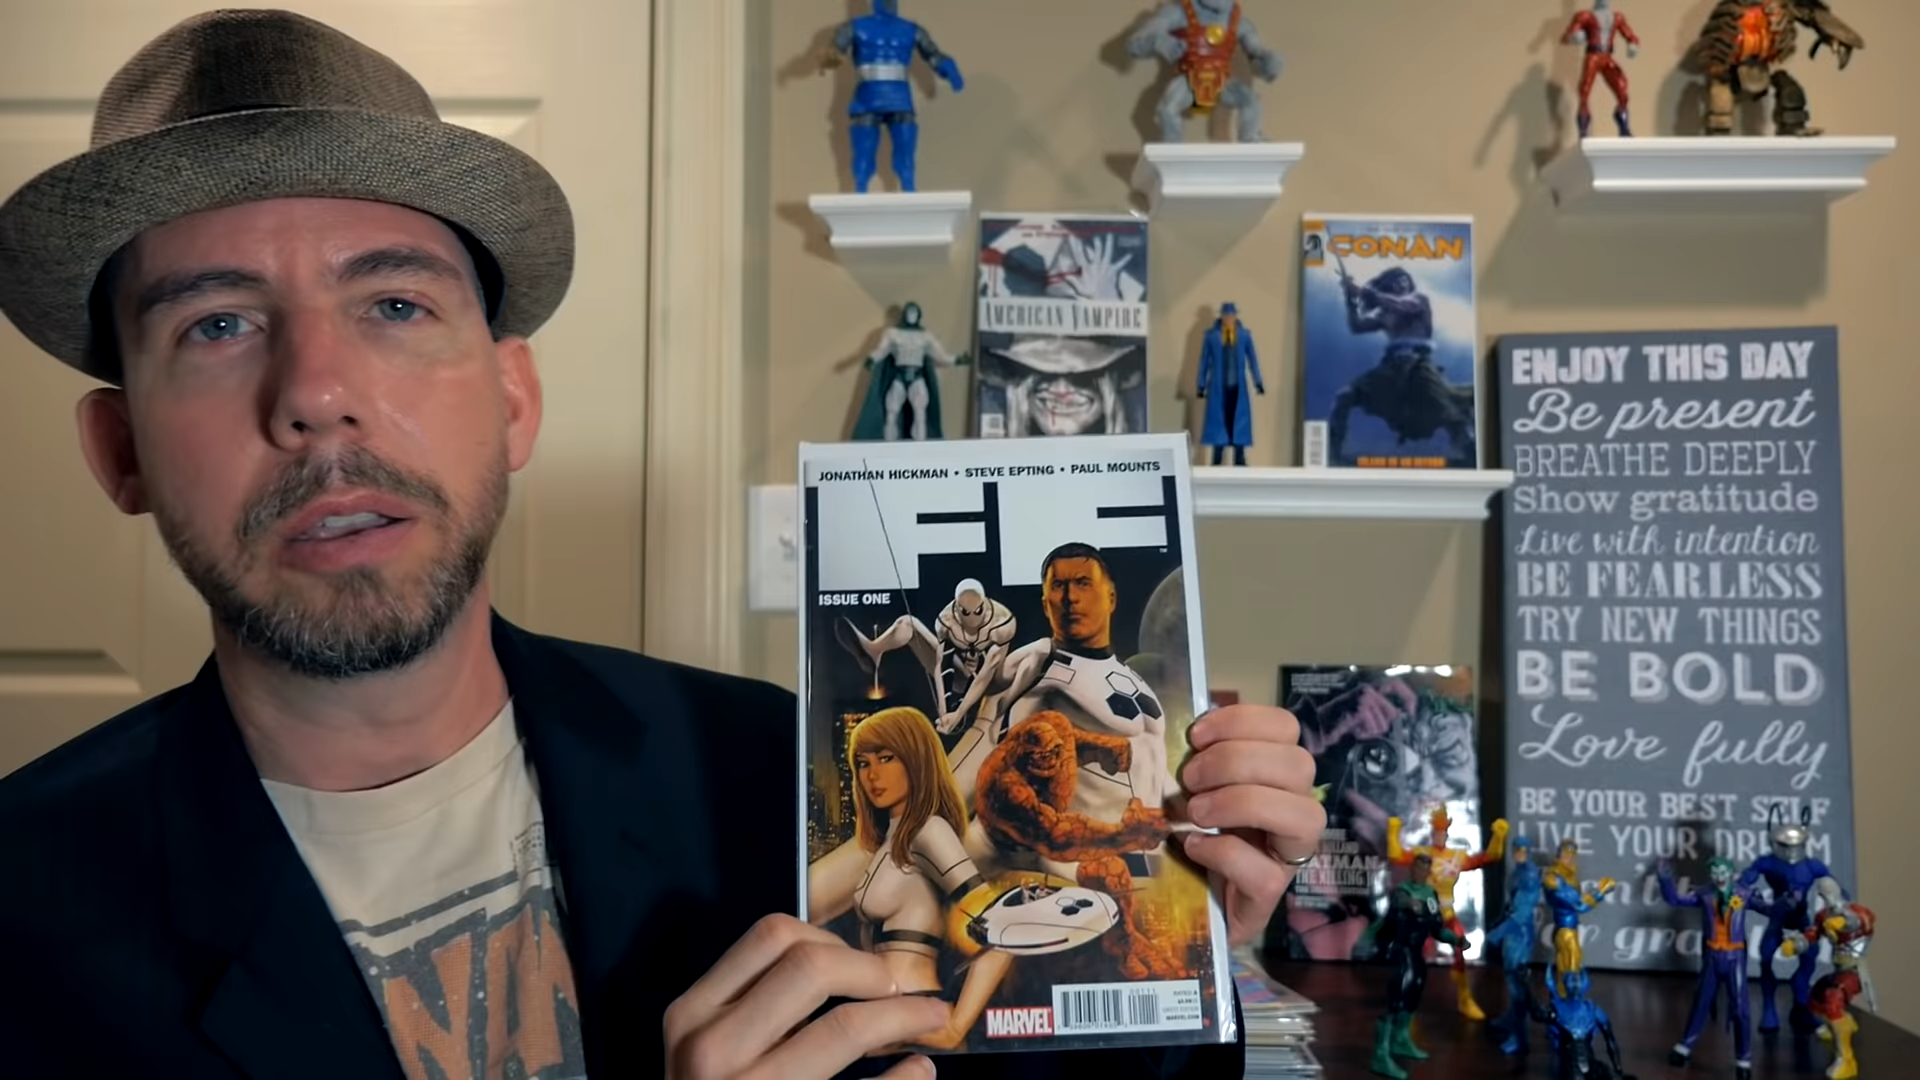 JONATHAN HICKMAN • STEVE EPTING • PAUL MOUNTS
FF
ISSUE ONE
MARVEL
AMERICAN VAMPIRE
CONAN
ENJOY THIS DAY
Be present
BREATHE DEEPLY
Show gratitude
Live with intention
BE FEARLESS
TRY NEW THINGS
BE BOLD
Love fully
BE YOUR BEST SELF
LIVE YOUR DREAM
BATMAN
THE KILLING